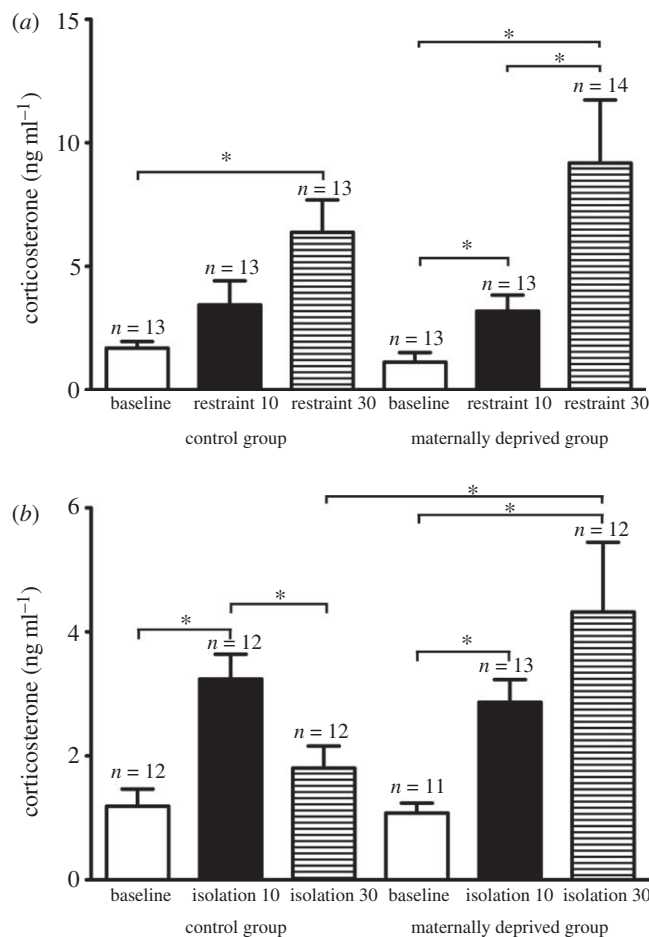 (a)
15
10
5
0
corticosterone (ng ml⁻¹)
*
*
*
*
n = 13
n = 13
n = 13
n = 13
n = 13
n = 14
baseline restraint 10 restraint 30 baseline restraint 10 restraint 30
control group maternally deprived group
(b)
6
4
2
0
corticosterone (ng ml⁻¹)
*
*
*
*
*
n = 12
n = 12
n = 12
n = 11
n = 13
n = 12
baseline isolation 10 isolation 30 baseline isolation 10 isolation 30
control group maternally deprived group